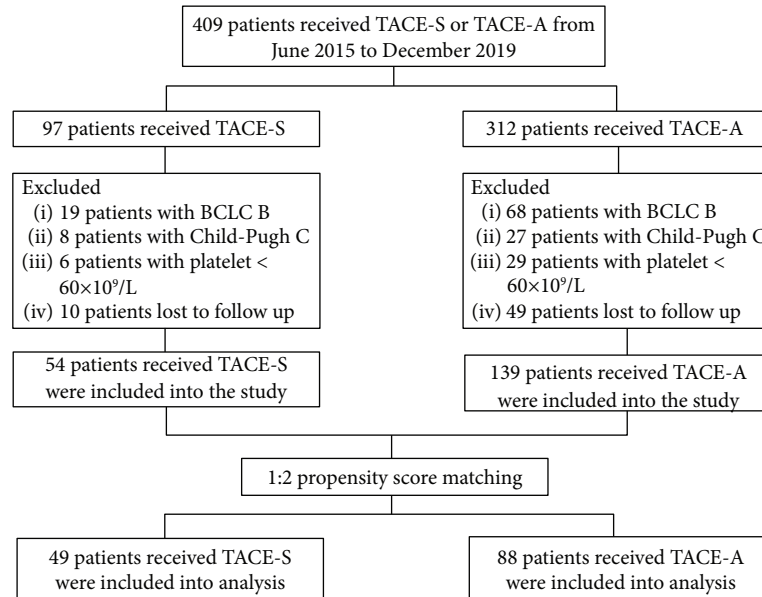 409 patients received TACE-S or TACE-A from
June 2015 to December 2019
97 patients received TACE-S
312 patients received TACE-A
Excluded
(i) 19 patients with BCLC B
(ii) 8 patients with Child-Pugh C
(iii) 6 patients with platelet <
60×10⁹/L
(iv) 10 patients lost to follow up
Excluded
(i) 68 patients with BCLC B
(ii) 27 patients with Child-Pugh C
(iii) 29 patients with platelet <
60×10⁹/L
(iv) 49 patients lost to follow up
54 patients received TACE-S
were included into the study
139 patients received TACE-A
were included into the study
1:2 propensity score matching
49 patients received TACE-S
were included into analysis
88 patients received TACE-A
were included into analysis